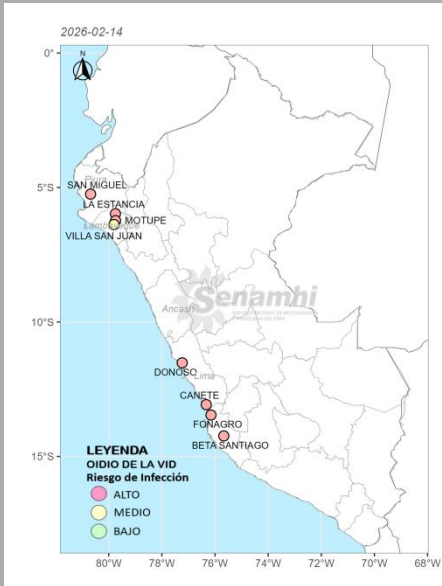 2026-02-14
0°
N
Piura
SAN MIGUEL
5°S
LA ESTANCIA
MOTUPE
VILLA SAN JUAN
Senamhi
Ancash
10°S
DONOSO
Lima
CANETE
FONAGRO
BETA SANTIAGO
15°S
LEYENDA
OIDIO DE LA VID
Riesgo de Infección
ALTO
MEDIO
BAJO
80°W 78°W 76°W 74°W 72°W 70°W 68°W